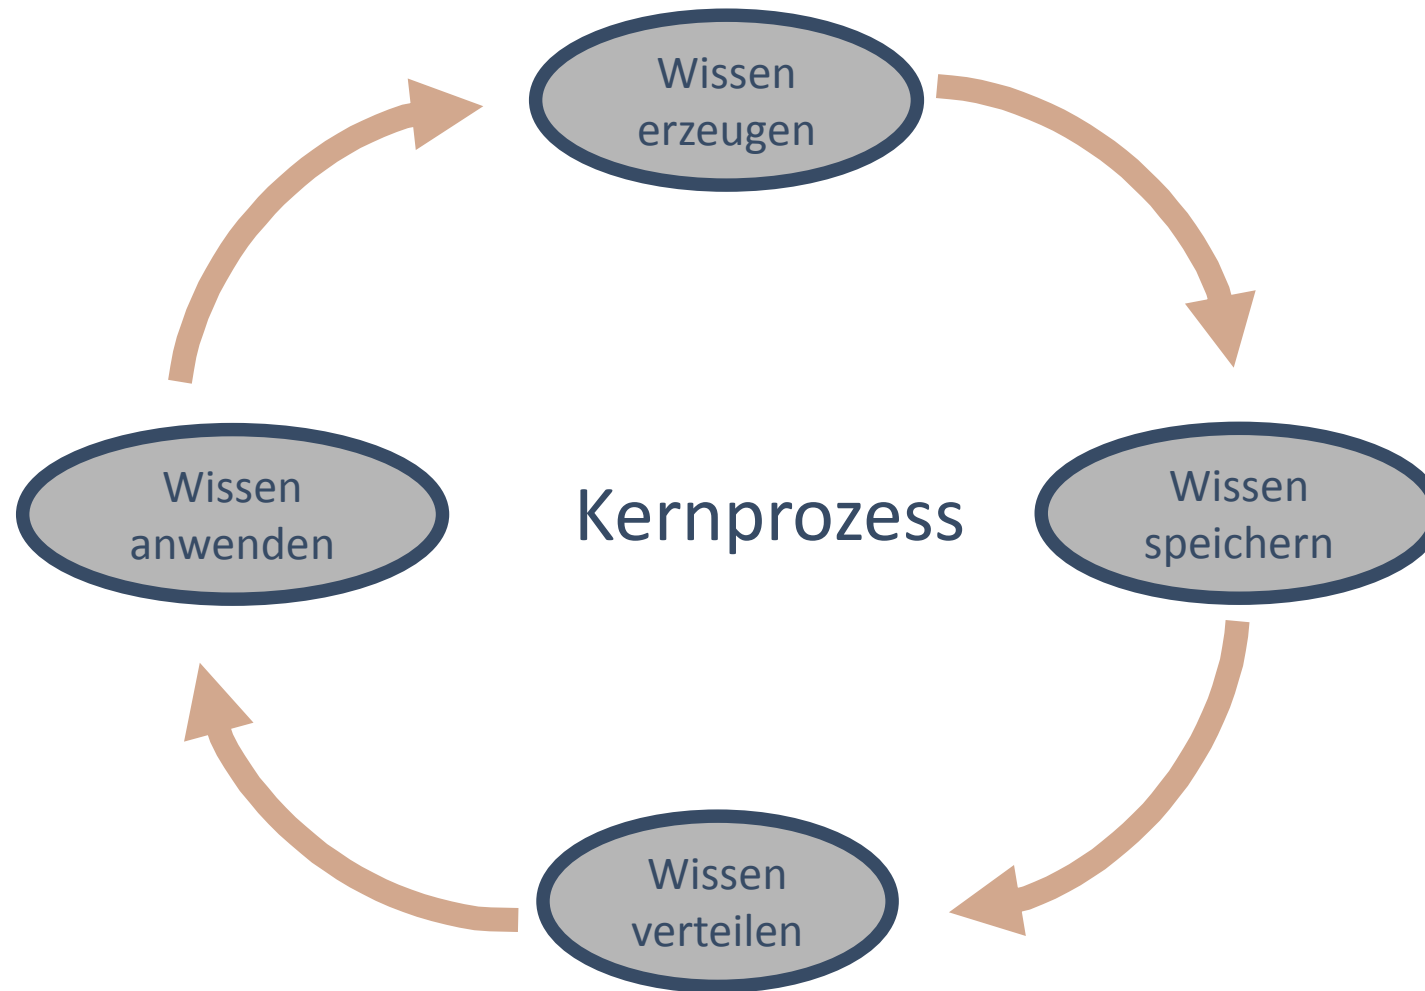 Wissen
erzeugen
Wissen
anwenden
Kernprozess
Wissen
speichern
Wissen
verteilen